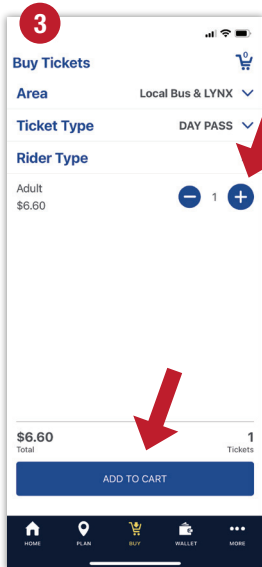 3
Buy Tickets
0
Area Local Bus & LYNX
Ticket Type DAY PASS
Rider Type
Adult
$6.60
1
$6.60 1
Total Tickets
ADD TO CART
HOME PLAN BUY WALLET MORE